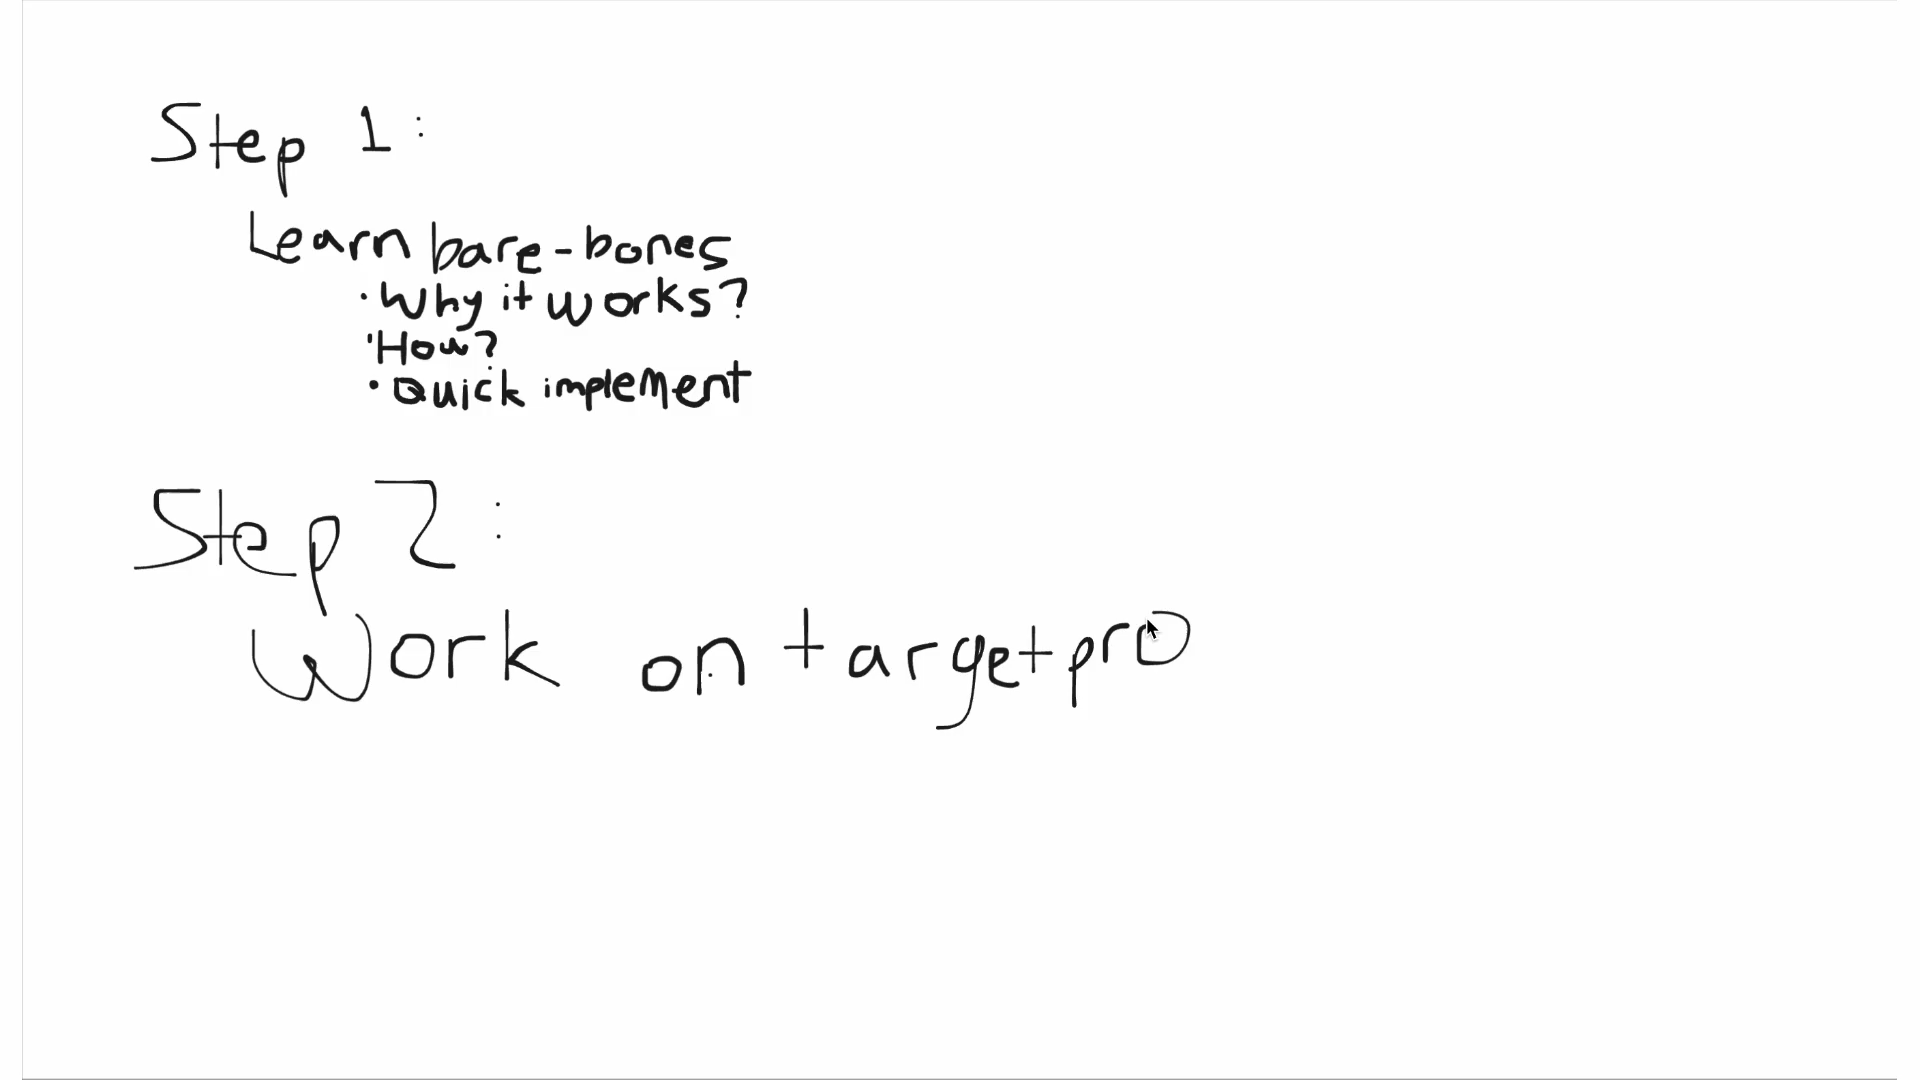 Step 1:
Learn bare-bones
• Why it works?
• How?
• Quick implement
Step 2:
Work on target pro